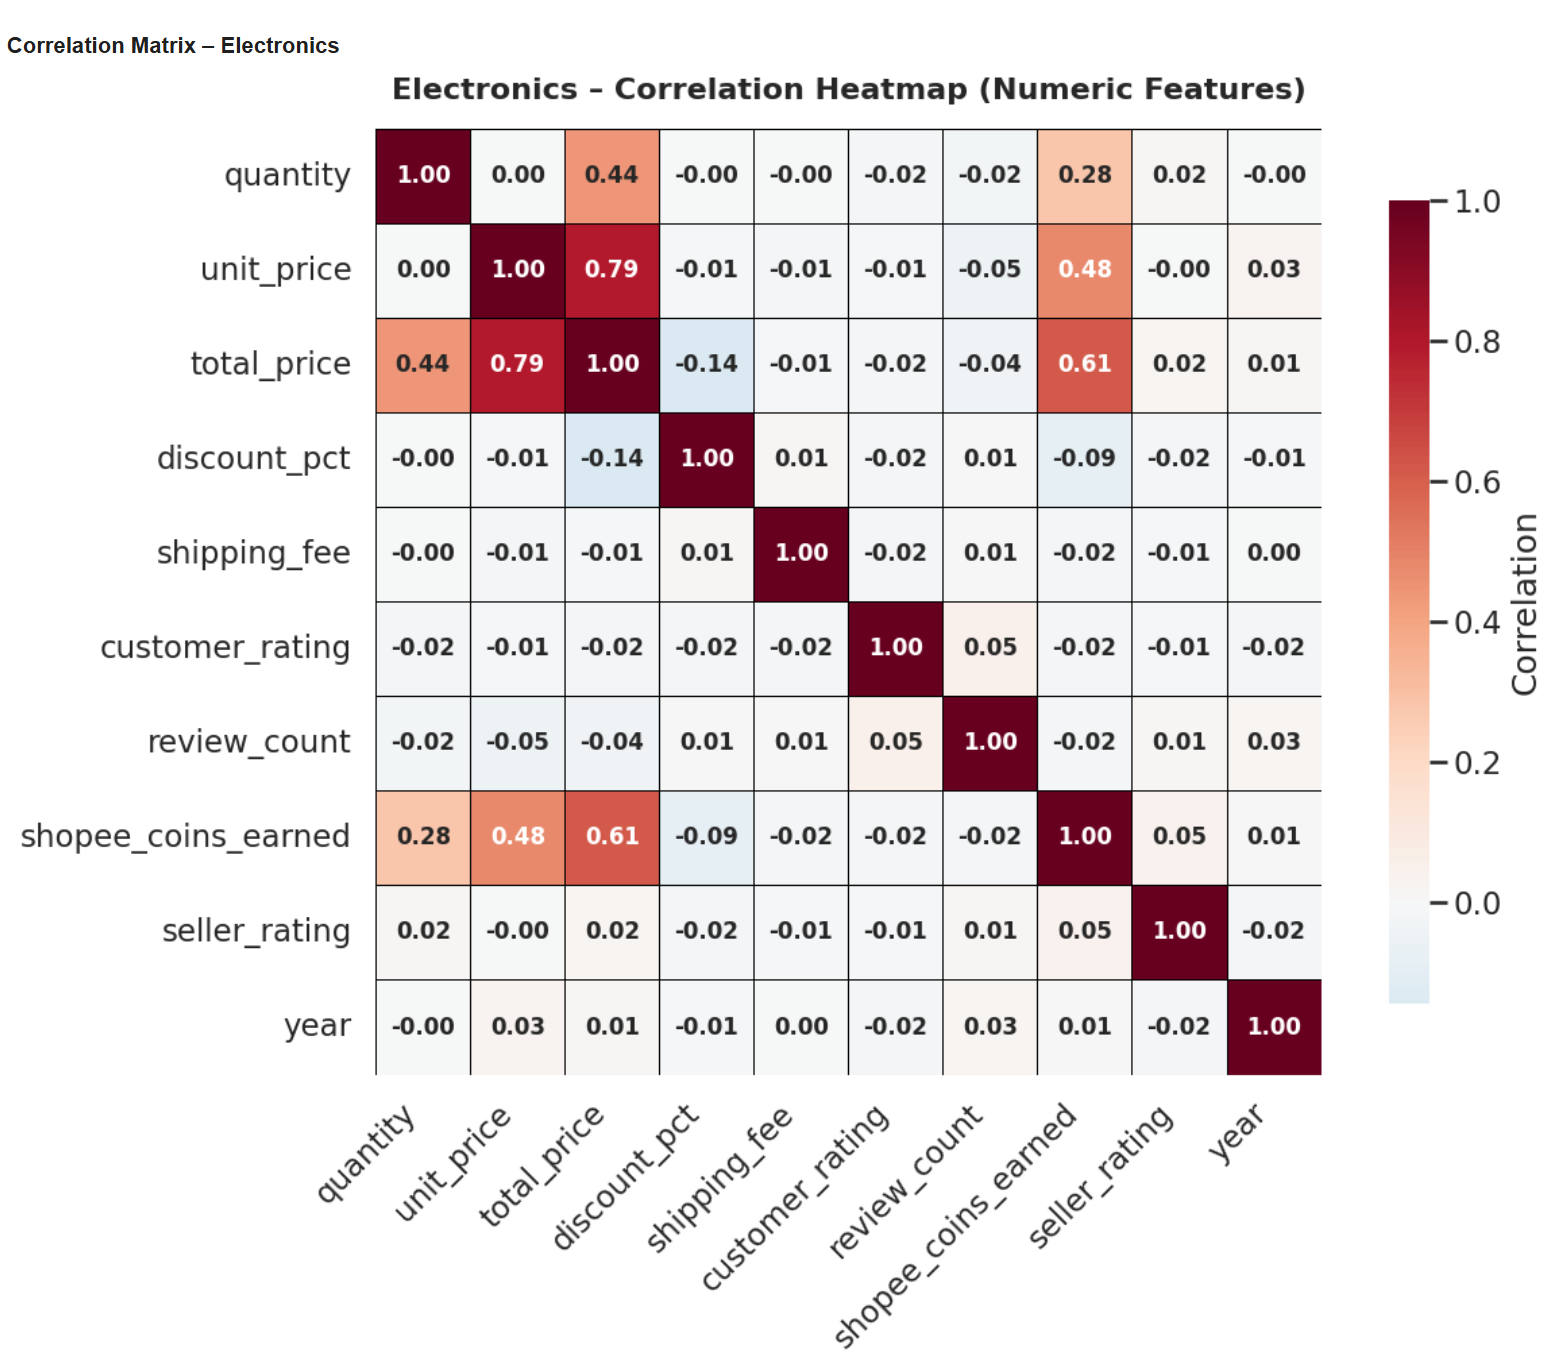 Correlation Matrix – Electronics
Electronics – Correlation Heatmap (Numeric Features)
quantity 1.00 0.00 0.44 -0.00 -0.00 -0.02 -0.02 0.28 0.02 -0.00
unit_price 0.00 1.00 0.79 -0.01 -0.01 -0.01 -0.05 0.48 -0.00 0.03
total_price 0.44 0.79 1.00 -0.14 -0.01 -0.02 -0.04 0.61 0.02 0.01
discount_pct -0.00 -0.01 -0.14 1.00 0.01 -0.02 0.01 -0.09 -0.02 -0.01
shipping_fee -0.00 -0.01 -0.01 0.01 1.00 -0.02 0.01 -0.02 -0.01 0.00
customer_rating -0.02 -0.01 -0.02 -0.02 -0.02 1.00 0.05 -0.02 -0.01 -0.02
review_count -0.02 -0.05 -0.04 0.01 0.01 0.05 1.00 -0.02 0.01 0.03
shopee_coins_earned 0.28 0.48 0.61 -0.09 -0.02 -0.02 -0.02 1.00 0.05 0.01
seller_rating 0.02 -0.00 0.02 -0.02 -0.01 -0.01 0.01 0.05 1.00 -0.02
year -0.00 0.03 0.01 -0.01 0.00 -0.02 0.03 0.01 -0.02 1.00
quantity
unit_price
total_price
discount_pct
shipping_fee
customer_rating
review_count
shopee_coins_earned
seller_rating
year
1.0
0.8
0.6
0.4
0.2
0.0
Correlation